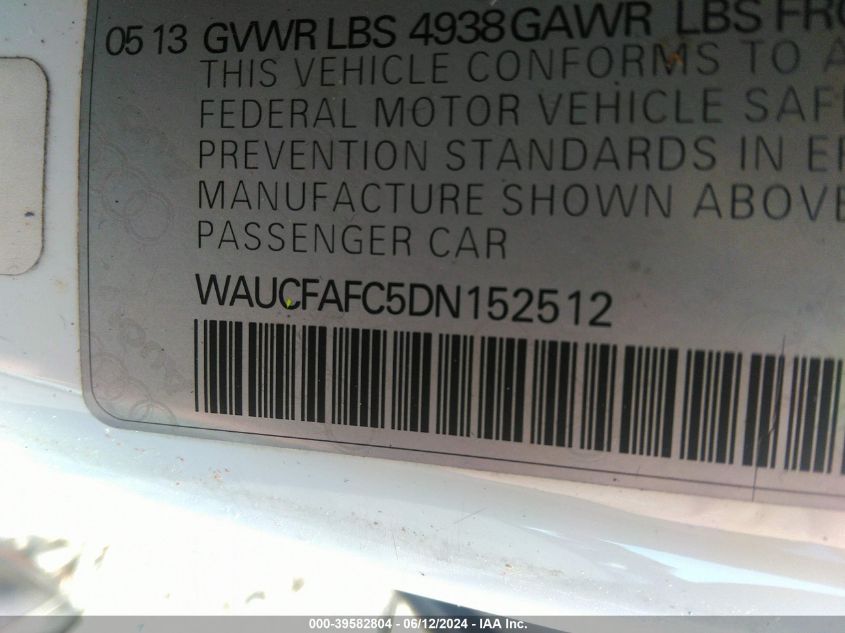 05 13 GVWR LBS 4938 GAWR LBS
THIS VEHICLE CONFORMS TO
FEDERAL MOTOR VEHICLE
PREVENTION STANDARDS IN
MANUFACTURE SHOWN ABOVE
PASSENGER CAR
WAUCFAFC5DN152512
000-39582804 - 06/12/2024 - IAA Inc.